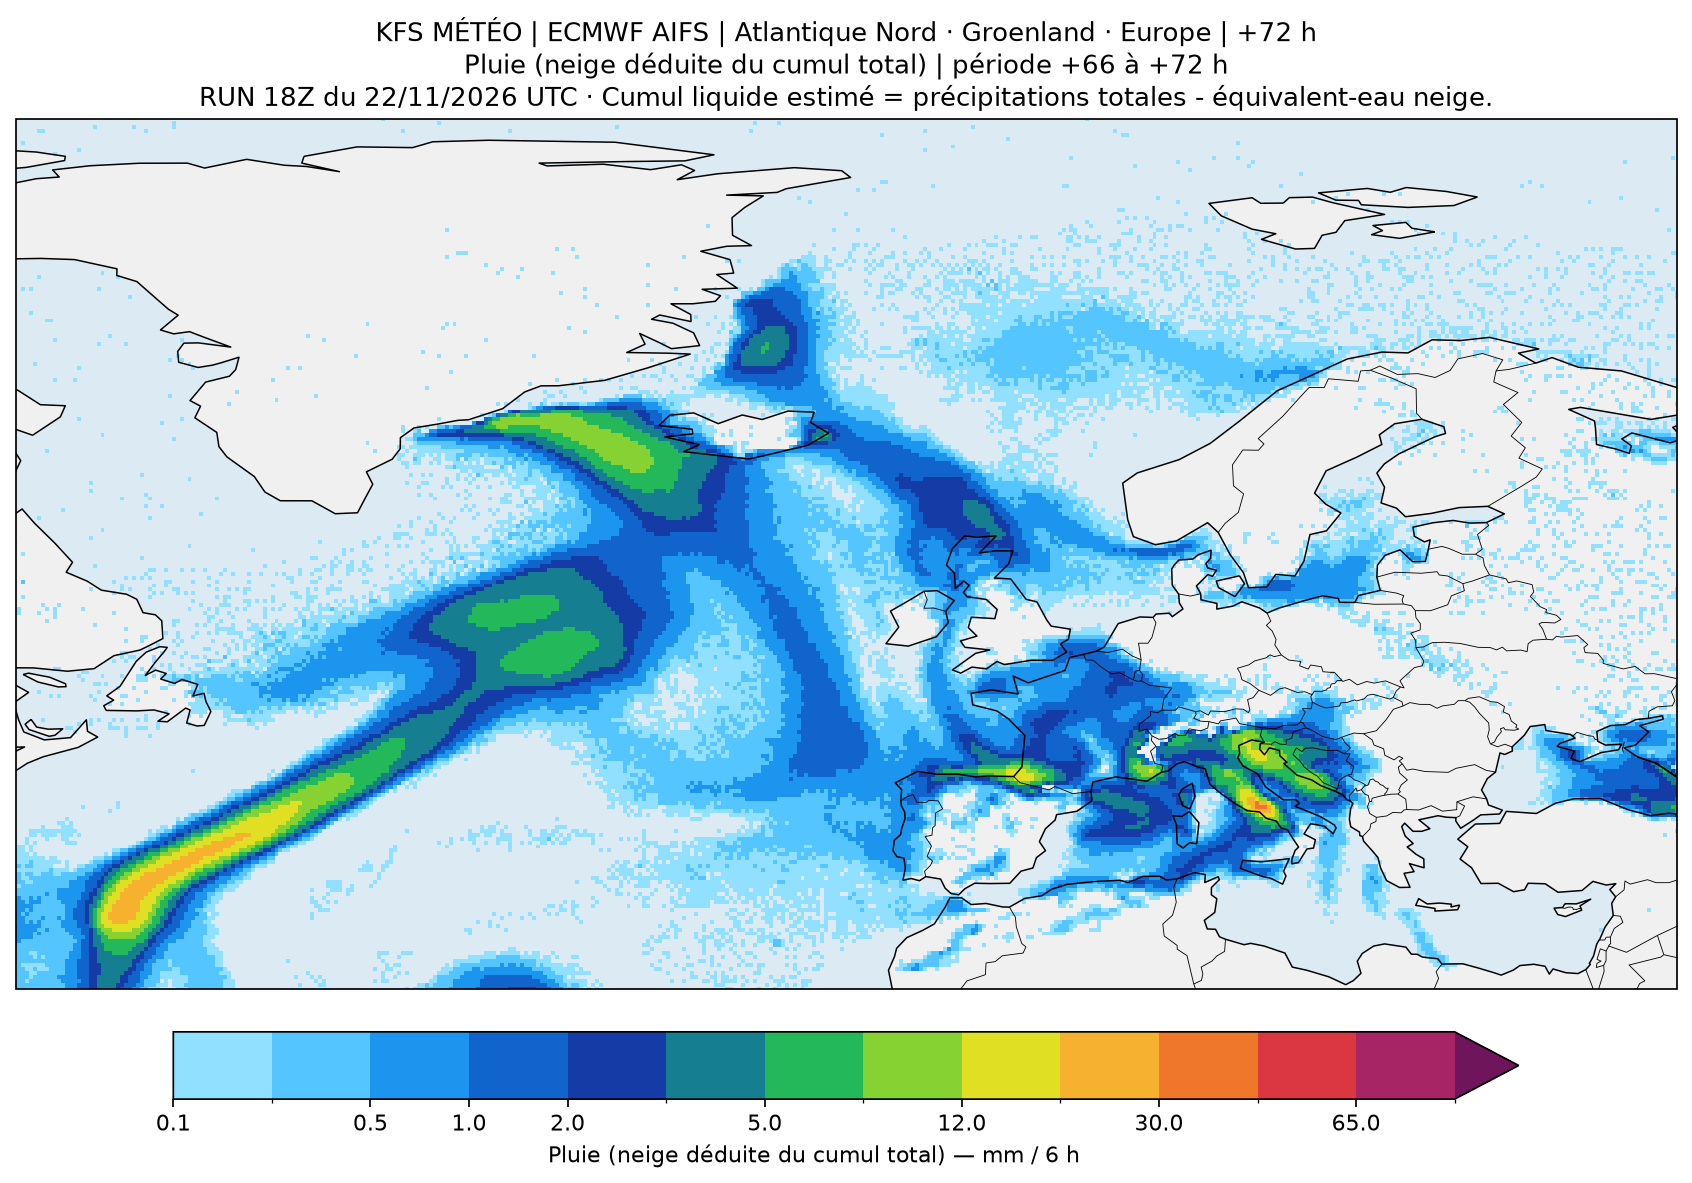 KFS MÉTÉO | ECMWF AIFS | Atlantique Nord · Groenland · Europe | +72 h
Pluie (neige déduite du cumul total) | période +66 à +72 h
RUN 18Z du 22/11/2026 UTC · Cumul liquide estimé = précipitations totales - équivalent-eau neige.
0.1 0.5 1.0 2.0 5.0 12.0 30.0 65.0
Pluie (neige déduite du cumul total) — mm / 6 h